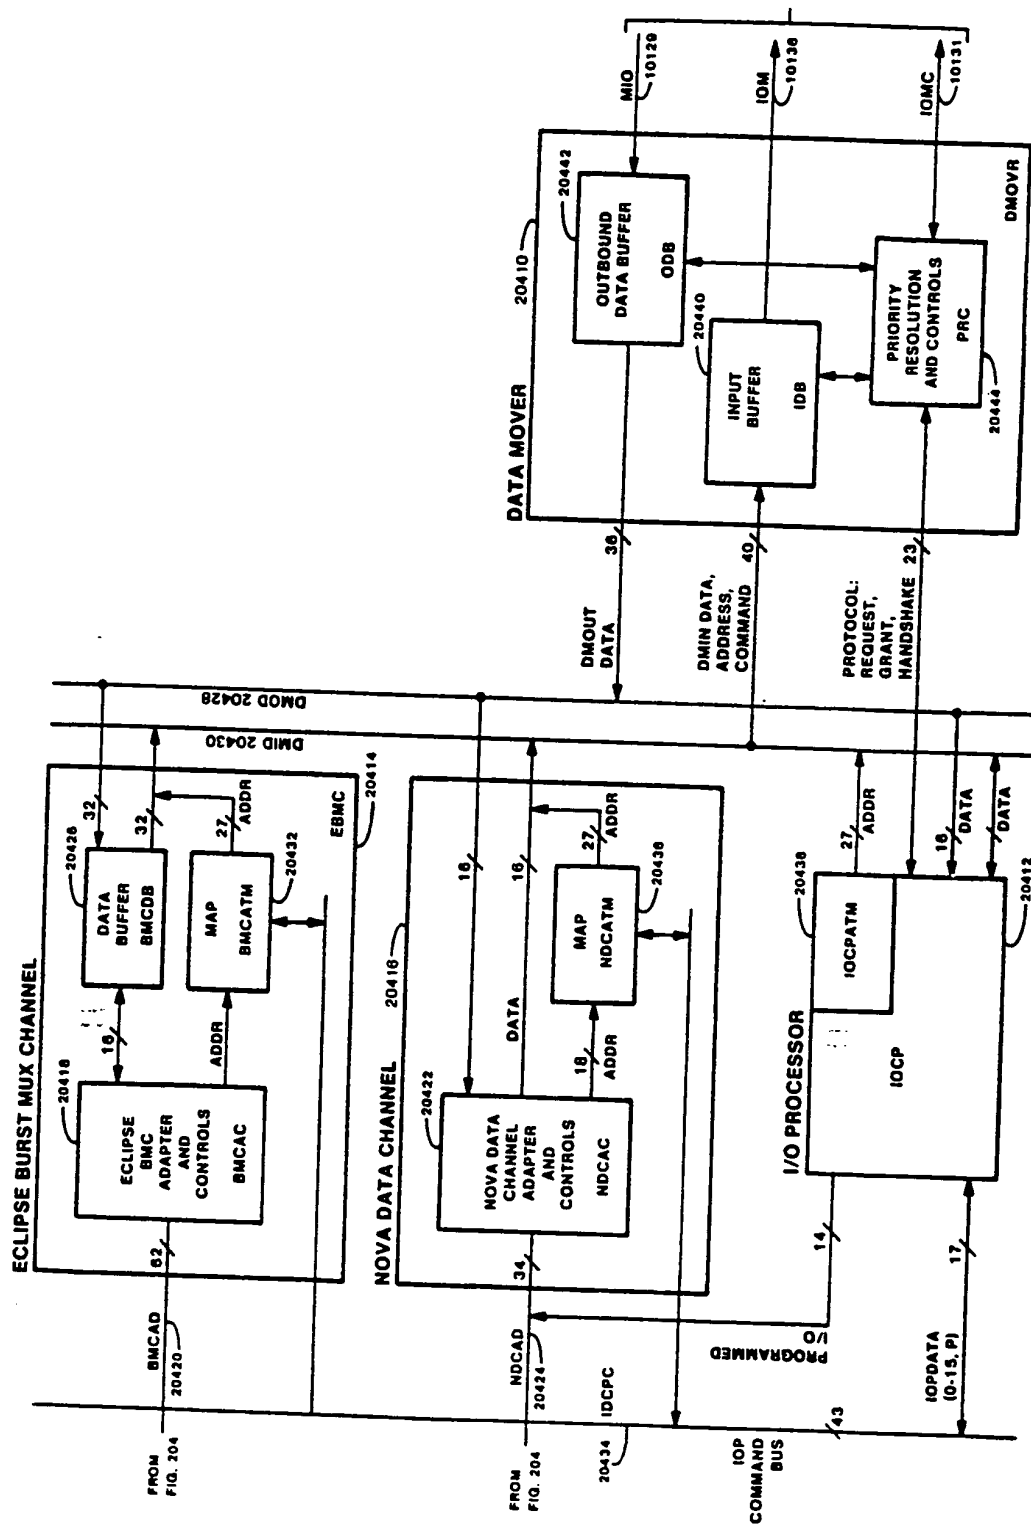 ECLIPSE BURST MUX CHANNEL
FROM
FIG. 204
BMCAD
20420
62
20418
ECLIPSE
BMC
ADAPTER
AND
CONTROLS
BMCAC
16
ADDR
20426
DATA
BUFFER
BMCDB
MAP
BMCATM
20432
32
32
27
ADDR
EBMC
20414
DMID 20430
DMOD 20428
NOVA DATA CHANNEL
20416
FROM
FIG. 204
NDCAD
20424
34
20422
NOVA DATA
CHANNEL
ADAPTER
AND
CONTROLS
NDCAC
16
DATA
16
18
ADDR
MAP
NDCATM
20436
27
ADDR
IDCPC
20434
PROGRAMMED
I/O
14
IOP
COMMAND
BUS
43
IOPDATA
(0-15, P)
17
I/O PROCESSOR
IOCPATM
20438
IOCP
27
ADDR
16
DATA
DATA
20412
DMOUT
DATA
36
DMIN DATA,
ADDRESS,
COMMAND
40
PROTOCOL:
REQUEST,
GRANT,
HANDSHAKE
23
DATA MOVER
20410
OUTBOUND
DATA BUFFER
ODB
20442
INPUT
BUFFER
IDB
20440
PRIORITY
RESOLUTION
AND CONTROLS
PRC
20444
DMOVR
MIO
10129
IOM
10136
IOMC
10131